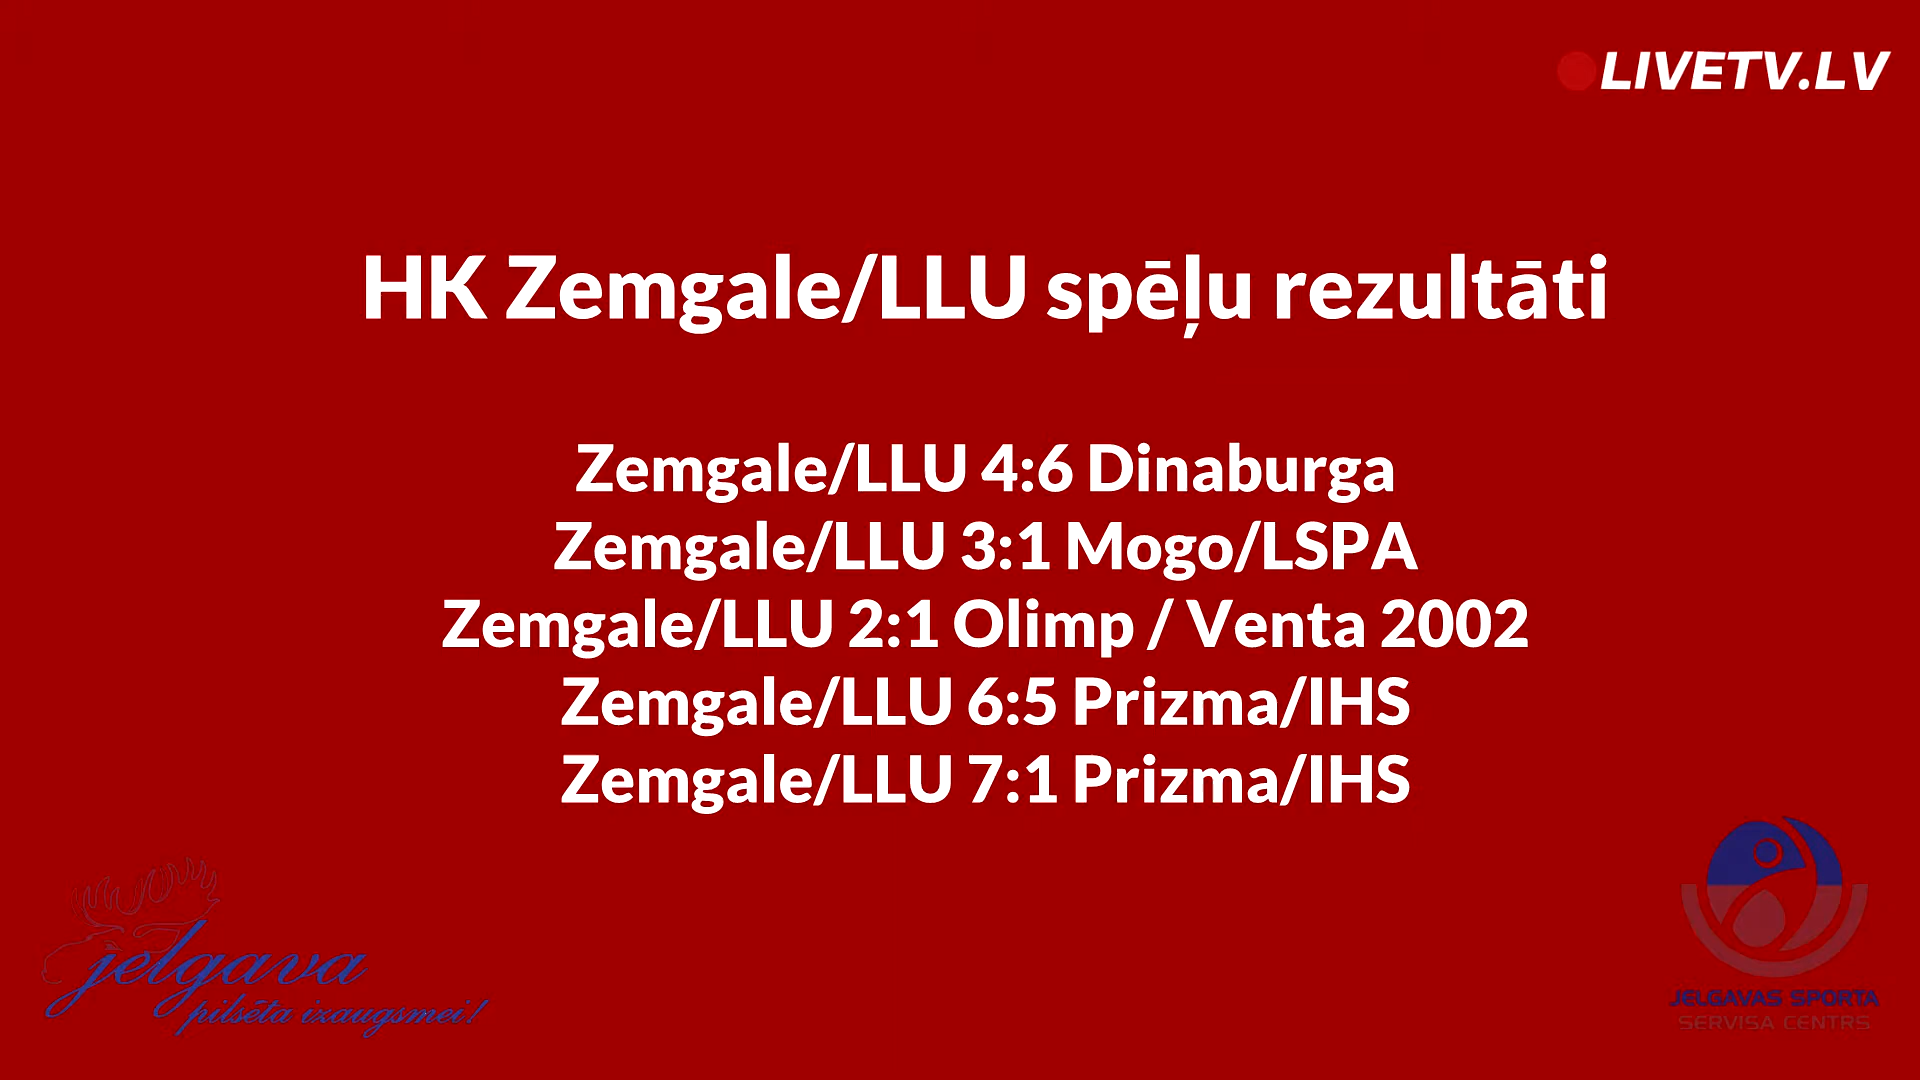 LIVETV.LV
HK Zemgale/LLU spēļu rezultāti
Zemgale/LLU 4:6 Dinaburga
Zemgale/LLU 3:1 Mogo/LSPA
Zemgale/LLU 2:1 Olimp / Venta 2002
Zemgale/LLU 6:5 Prizma/IHS
Zemgale/LLU 7:1 Prizma/IHS
jelgava
pilsēta izaugsmei!
JELGAVAS SPORTA
SERVISA CENTRS